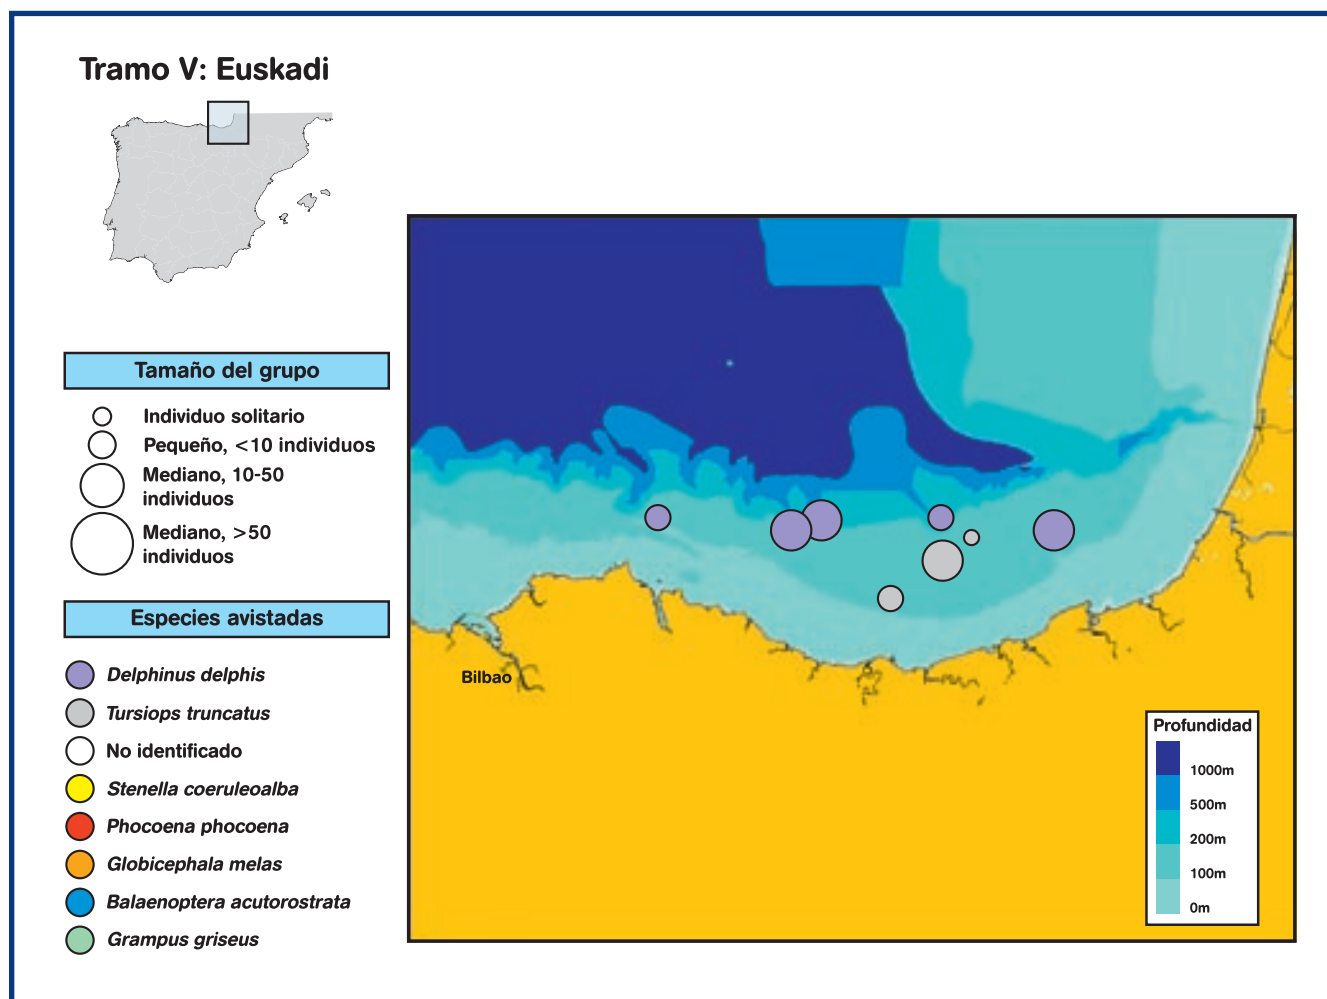 Tramo V: Euskadi
Tamaño del grupo
Individuo solitario
Pequeño, <10 individuos
Mediano, 10-50
individuos
Mediano, >50
individuos
Especies avistadas
Delphinus delphis
Tursiops truncatus
No identificado
Stenella coeruleoalba
Phocoena phocoena
Globicephala melas
Balaenoptera acutorostrata
Grampus griseus
Bilbao
Profundidad
1000m
500m
200m
100m
0m